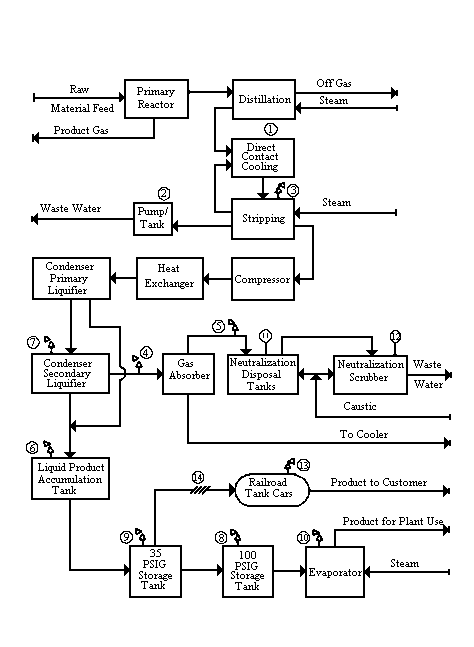 Raw
Material Feed
Primary
Reactor
Distillation
Off Gas
Steam
Product Gas
1
Direct
Contact
Cooling
2
3
Waste Water
Pump/
Tank
Stripping
Steam
Condenser
Primary
Liquifier
Heat
Exchanger
Compressor
5
7
4
11
12
Condenser
Secondary
Liquifier
Gas
Absorber
Neutralization
Disposal
Tanks
Neutralization
Scrubber
Waste
Water
Caustic
To Cooler
6
Liquid Product
Accumulation
Tank
14
13
Railroad
Tank Cars
Product to Customer
9
8
10
Product for Plant Use
35
PSIG
Storage
Tank
100
PSIG
Storage
Tank
Evaporator
Steam